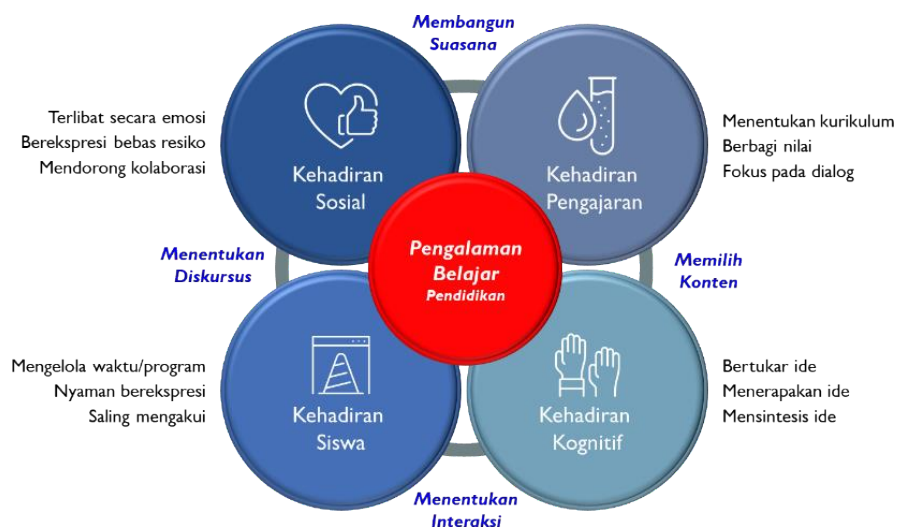 Membangun
Suasana
Terlibat secara emosi
Berekspresi bebas resiko
Mendorong kolaborasi
Kehadiran
Sosial
Kehadiran
Pengajaran
Menentukan kurikulum
Berbagi nilai
Fokus pada dialog
Menentukan
Diskursus
Pengalaman
Belajar
Pendidikan
Memilih
Konten
Mengelola waktu/program
Nyaman berekspresi
Saling mengakui
Kehadiran
Siswa
Kehadiran
Kognitif
Bertukar ide
Menerapakan ide
Mensintesis ide
Menentukan
Interaksi